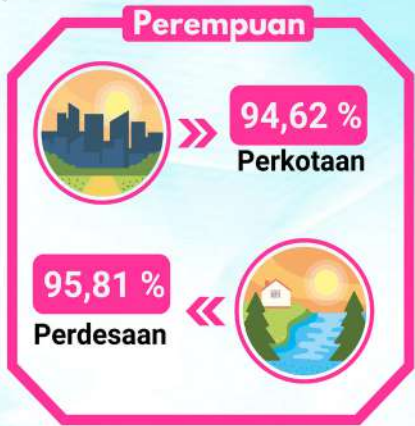 Perempuan
94,62 %
Perkotaan
95,81 %
Perdesaan